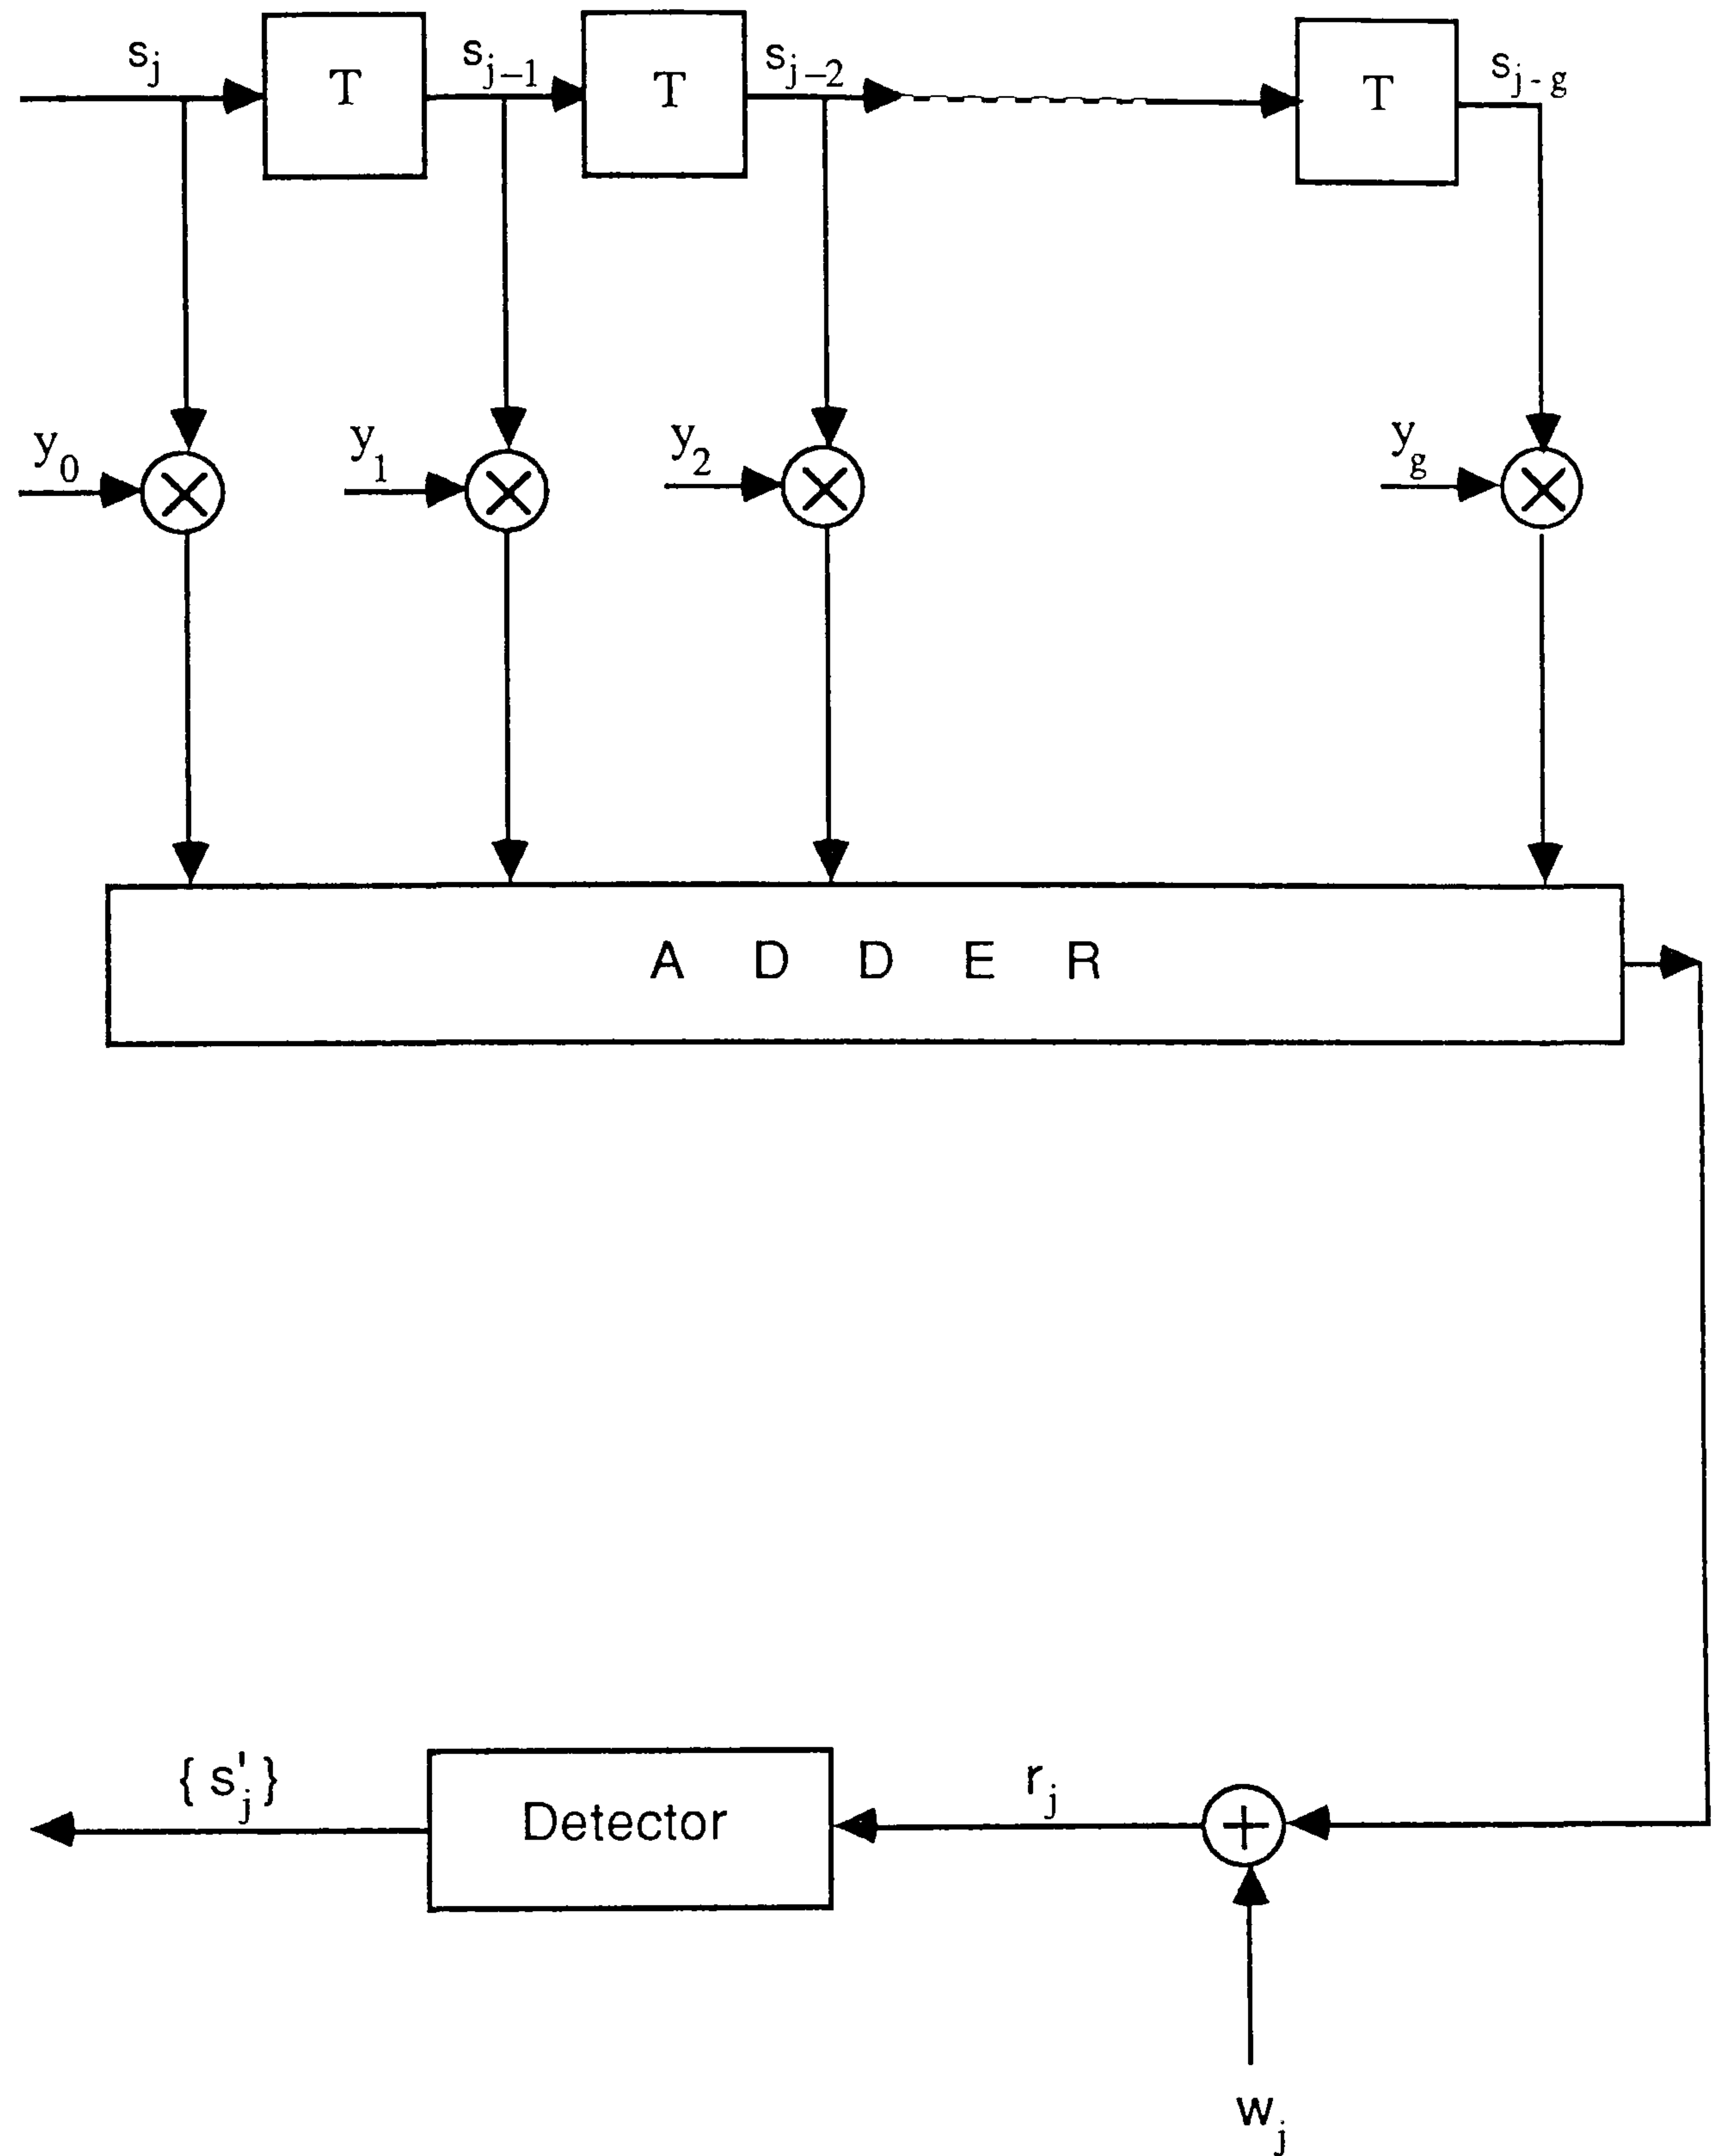 s_j T s_{j-1} T s_{j-2} T s_{j-g}
y_0 y_1 y_2 y_g
A D D E R
{ s'_j } Detector r_j
w_j